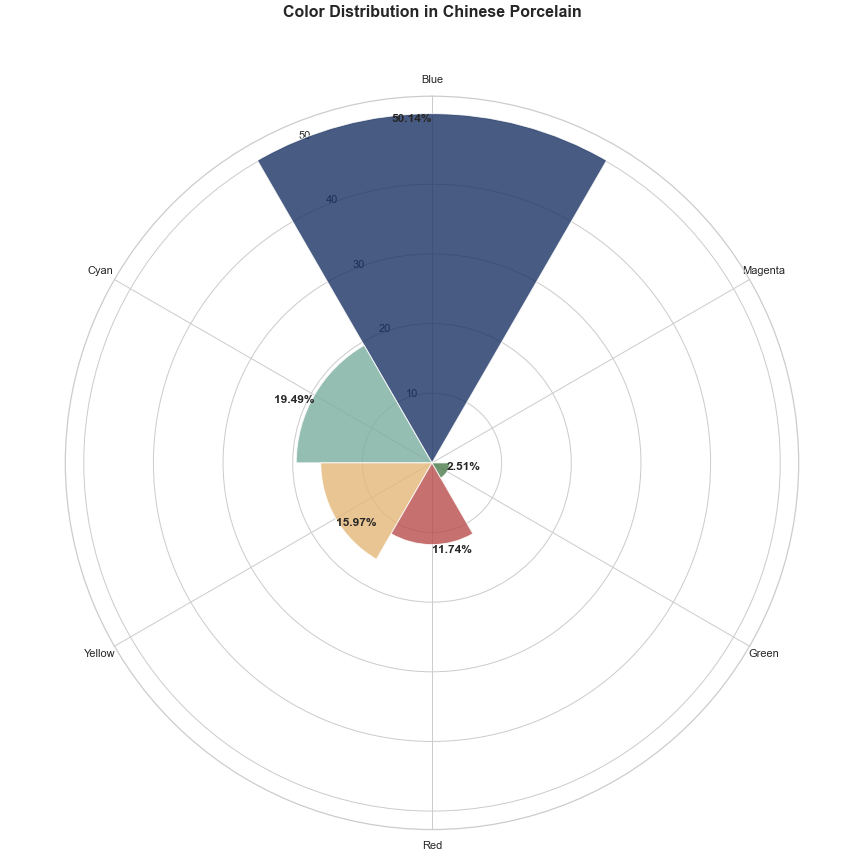 Color Distribution in Chinese Porcelain
Blue
50.14%
50
40
Cyan
Magenta
30
20
10
19.49%
2.51%
15.97%
11.74%
Yellow
Green
Red